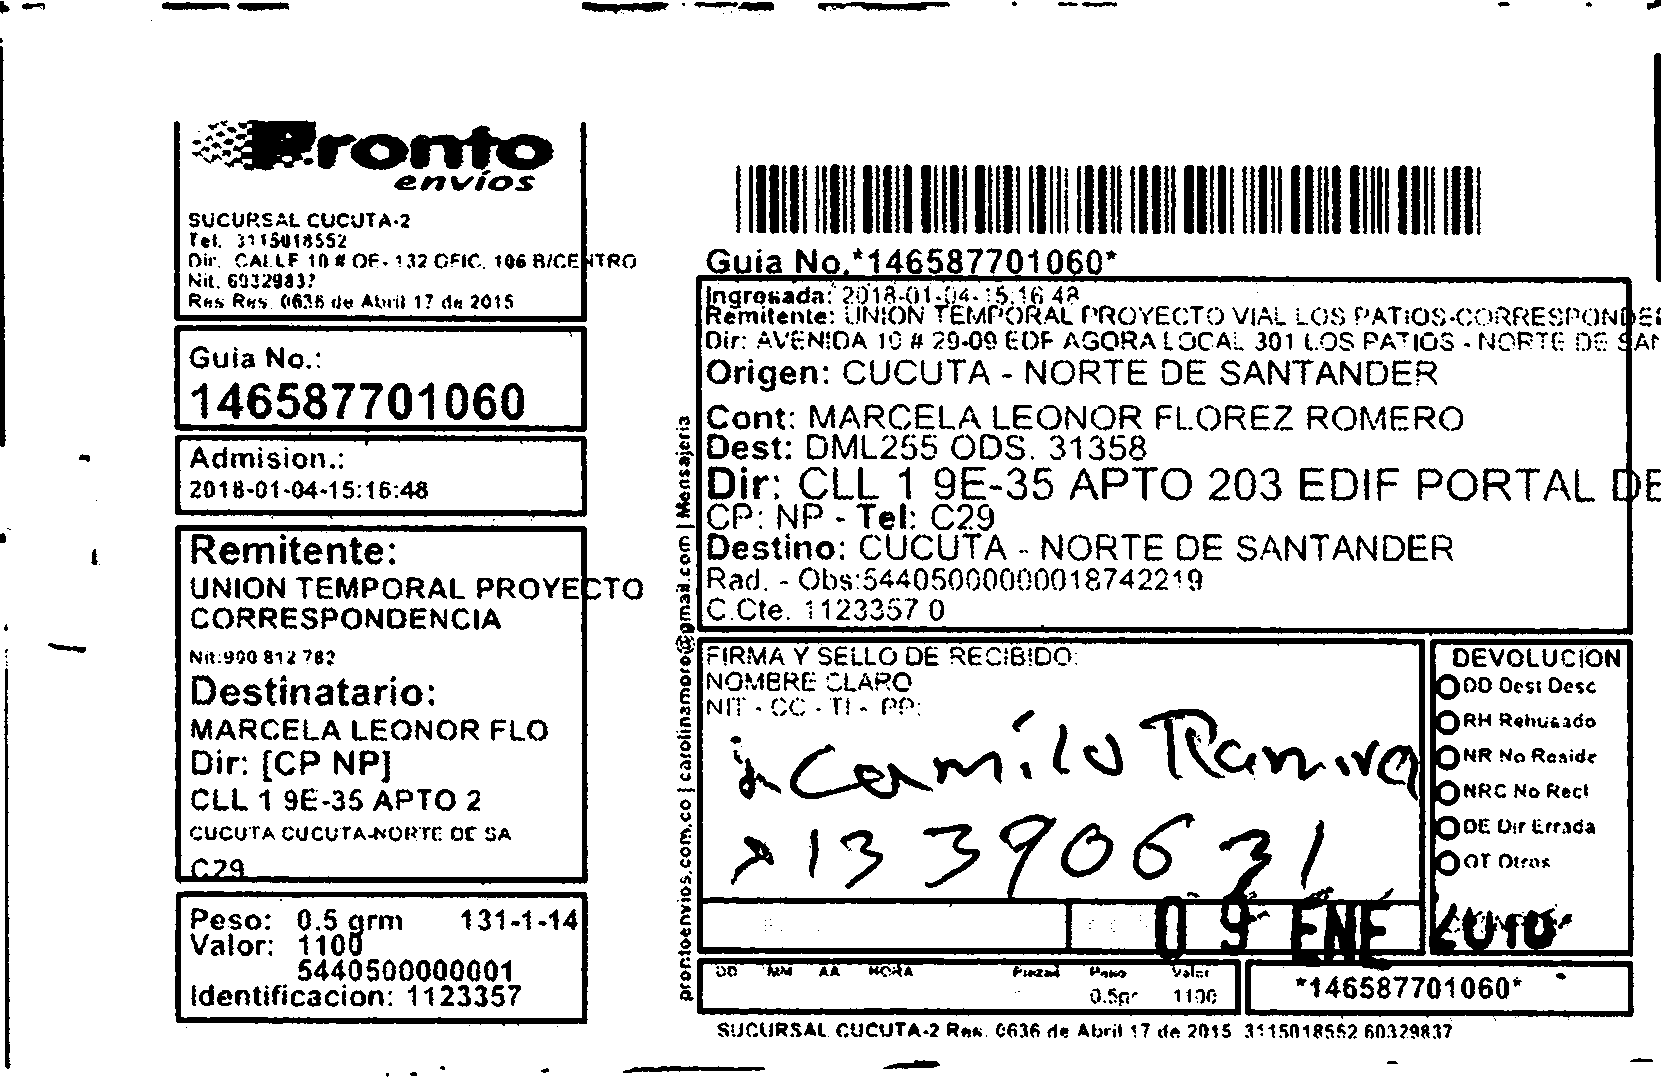 Pronto
envíos
SUCURSAL CUCUTA-2
Tel. 3115018552
Dir. CALLE 10 # OE-132 OFIC. 106 B/CENTRO
Nit. 60329837
Res Res. 0636 de Abril 17 de 2015
Guia No.:
146587701060
Admision.:
2018-01-04-15:16:48
Remitente:
UNION TEMPORAL PROYECTO
CORRESPONDENCIA
Nit:900 812 782
Destinatario:
MARCELA LEONOR FLO
Dir: [CP NP]
CLL 1 9E-35 APTO 2
CUCUTA CUCUTA-NORTE DE SA
C29
Peso: 0.5 grm 131-1-14
Valor: 1100
5440500000001
Identificacion: 1123357
prontoenvios.com.co | carolinamoro@gmail.com | Mensajeria
Guia No.*146587701060*
Ingresada: 2018-01-04-15:16:48
Remitente: UNION TEMPORAL PROYECTO VIAL LOS PATIOS-CORRESPONDE
Dir: AVENIDA 10 # 29-09 EDF AGORA LOCAL 301 LOS PATIOS - NORTE DE SAN
Origen: CUCUTA - NORTE DE SANTANDER
Cont: MARCELA LEONOR FLOREZ ROMERO
Dest: DML255 ODS. 31358
Dir: CLL 1 9E-35 APTO 203 EDIF PORTAL DE
CP: NP - Tel: C29
Destino: CUCUTA - NORTE DE SANTANDER
Rad. - Obs:54405000000018742219
C.Cte. 1123357 0
FIRMA Y SELLO DE RECIBIDO:
NOMBRE CLARO
NIT - CC - TI - PP:
Camilo Ramirez
13390631
09 ENE 2018
DEVOLUCION
DD Dest Desc
RH Rehusado
NR No Reside
NRC No Recl
DE Dir Errada
OT Otros
DD MM AA HORA Piezas Peso Valor
0.5gr 1100
*146587701060*
SUCURSAL CUCUTA-2 Res. 0636 de Abril 17 de 2015 3115018552 60329837